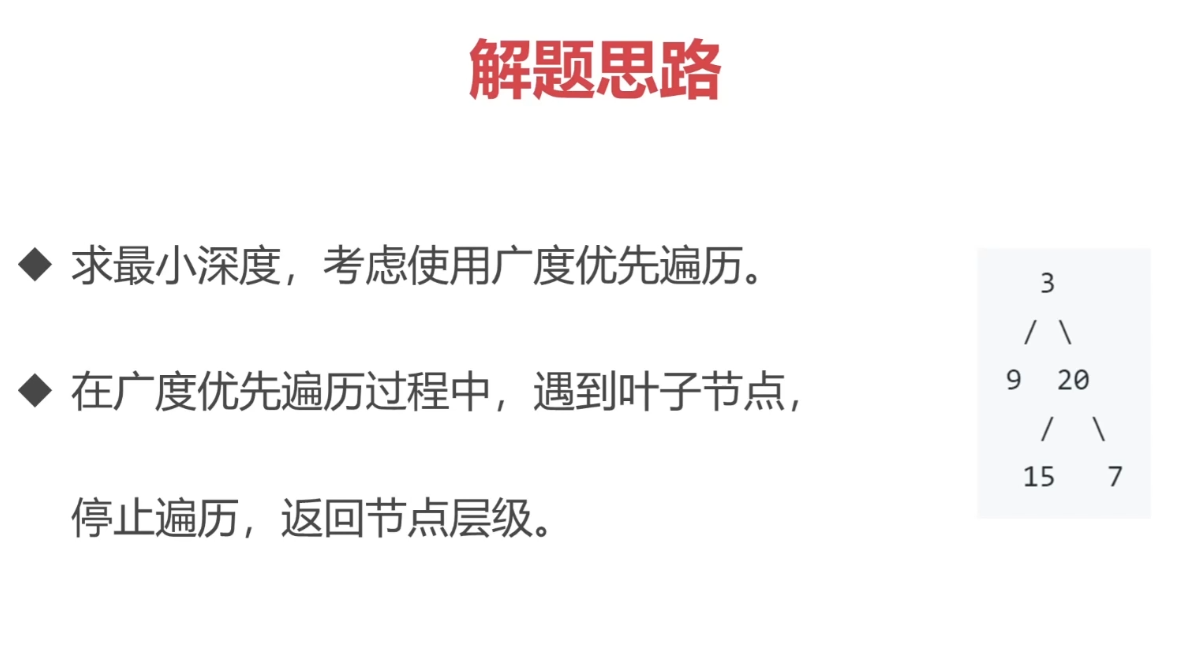 解题思路
◆ 求最小深度，考虑使用广度优先遍历。
◆ 在广度优先遍历过程中，遇到叶子节点，
停止遍历，返回节点层级。
3
/ \
9 20
/ \
15 7